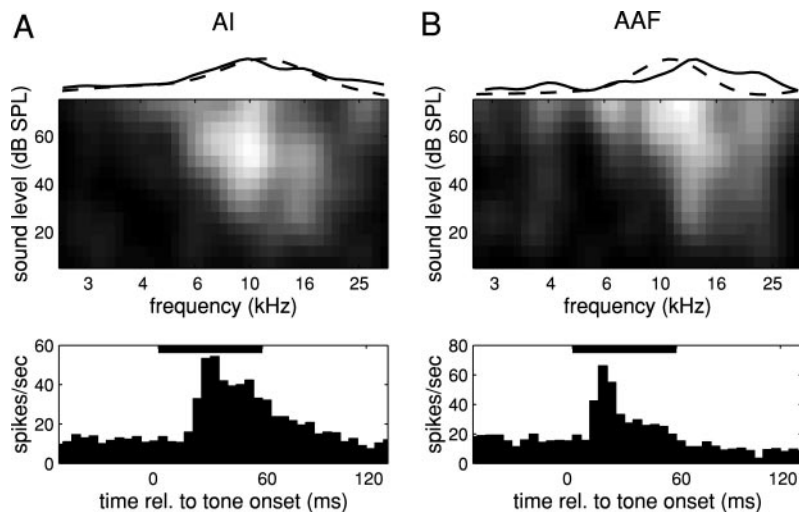 A AI
sound level (dB SPL)
60
40
20
3 4 6 10 16 25
frequency (kHz)
spikes/sec
60
40
20
0
0 60 120
time rel. to tone onset (ms)
B AAF
sound level (dB SPL)
60
40
20
3 4 6 10 16 25
frequency (kHz)
spikes/sec
80
60
40
20
0
0 60 120
time rel. to tone onset (ms)